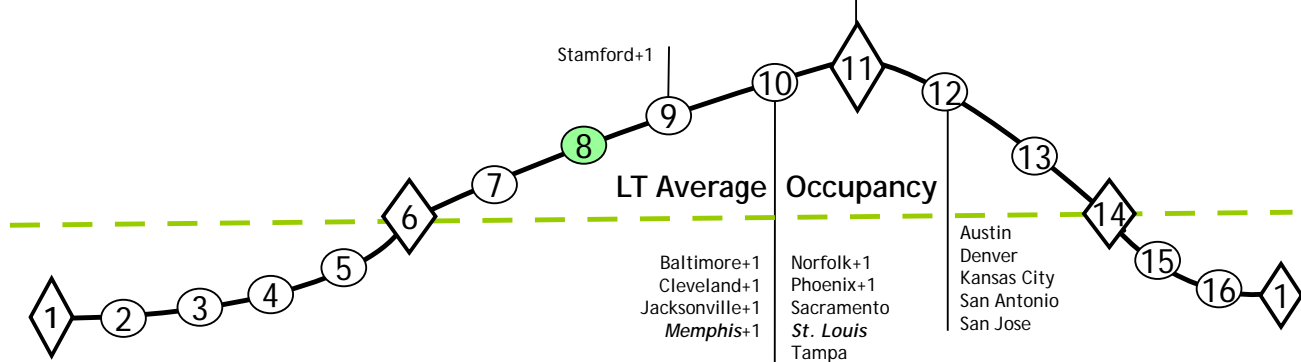 Stamford+1
11
10
12
9
8
13
7
LT Average Occupancy
6
14
Austin
Denver
Kansas City
San Antonio
San Jose
5
15
4
16
3
2
1
1
Baltimore+1
Cleveland+1
Jacksonville+1
Memphis+1
Norfolk+1
Phoenix+1
Sacramento
St. Louis
Tampa